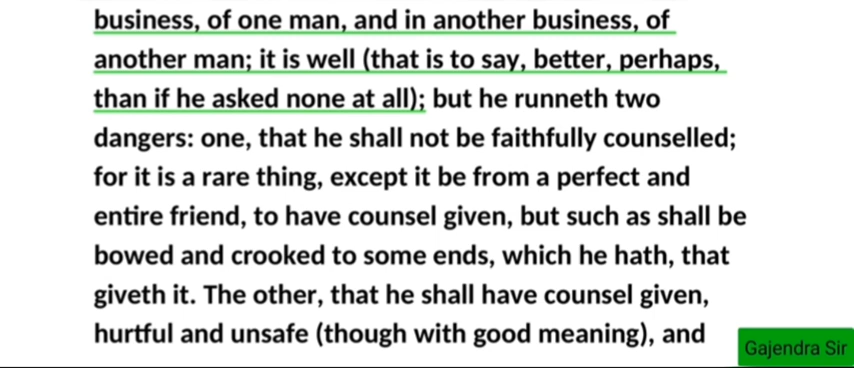 business, of one man, and in another business, of
another man; it is well (that is to say, better, perhaps,
than if he asked none at all); but he runneth two
dangers: one, that he shall not be faithfully counselled;
for it is a rare thing, except it be from a perfect and
entire friend, to have counsel given, but such as shall be
bowed and crooked to some ends, which he hath, that
giveth it. The other, that he shall have counsel given,
hurtful and unsafe (though with good meaning), and
Gajendra Sir